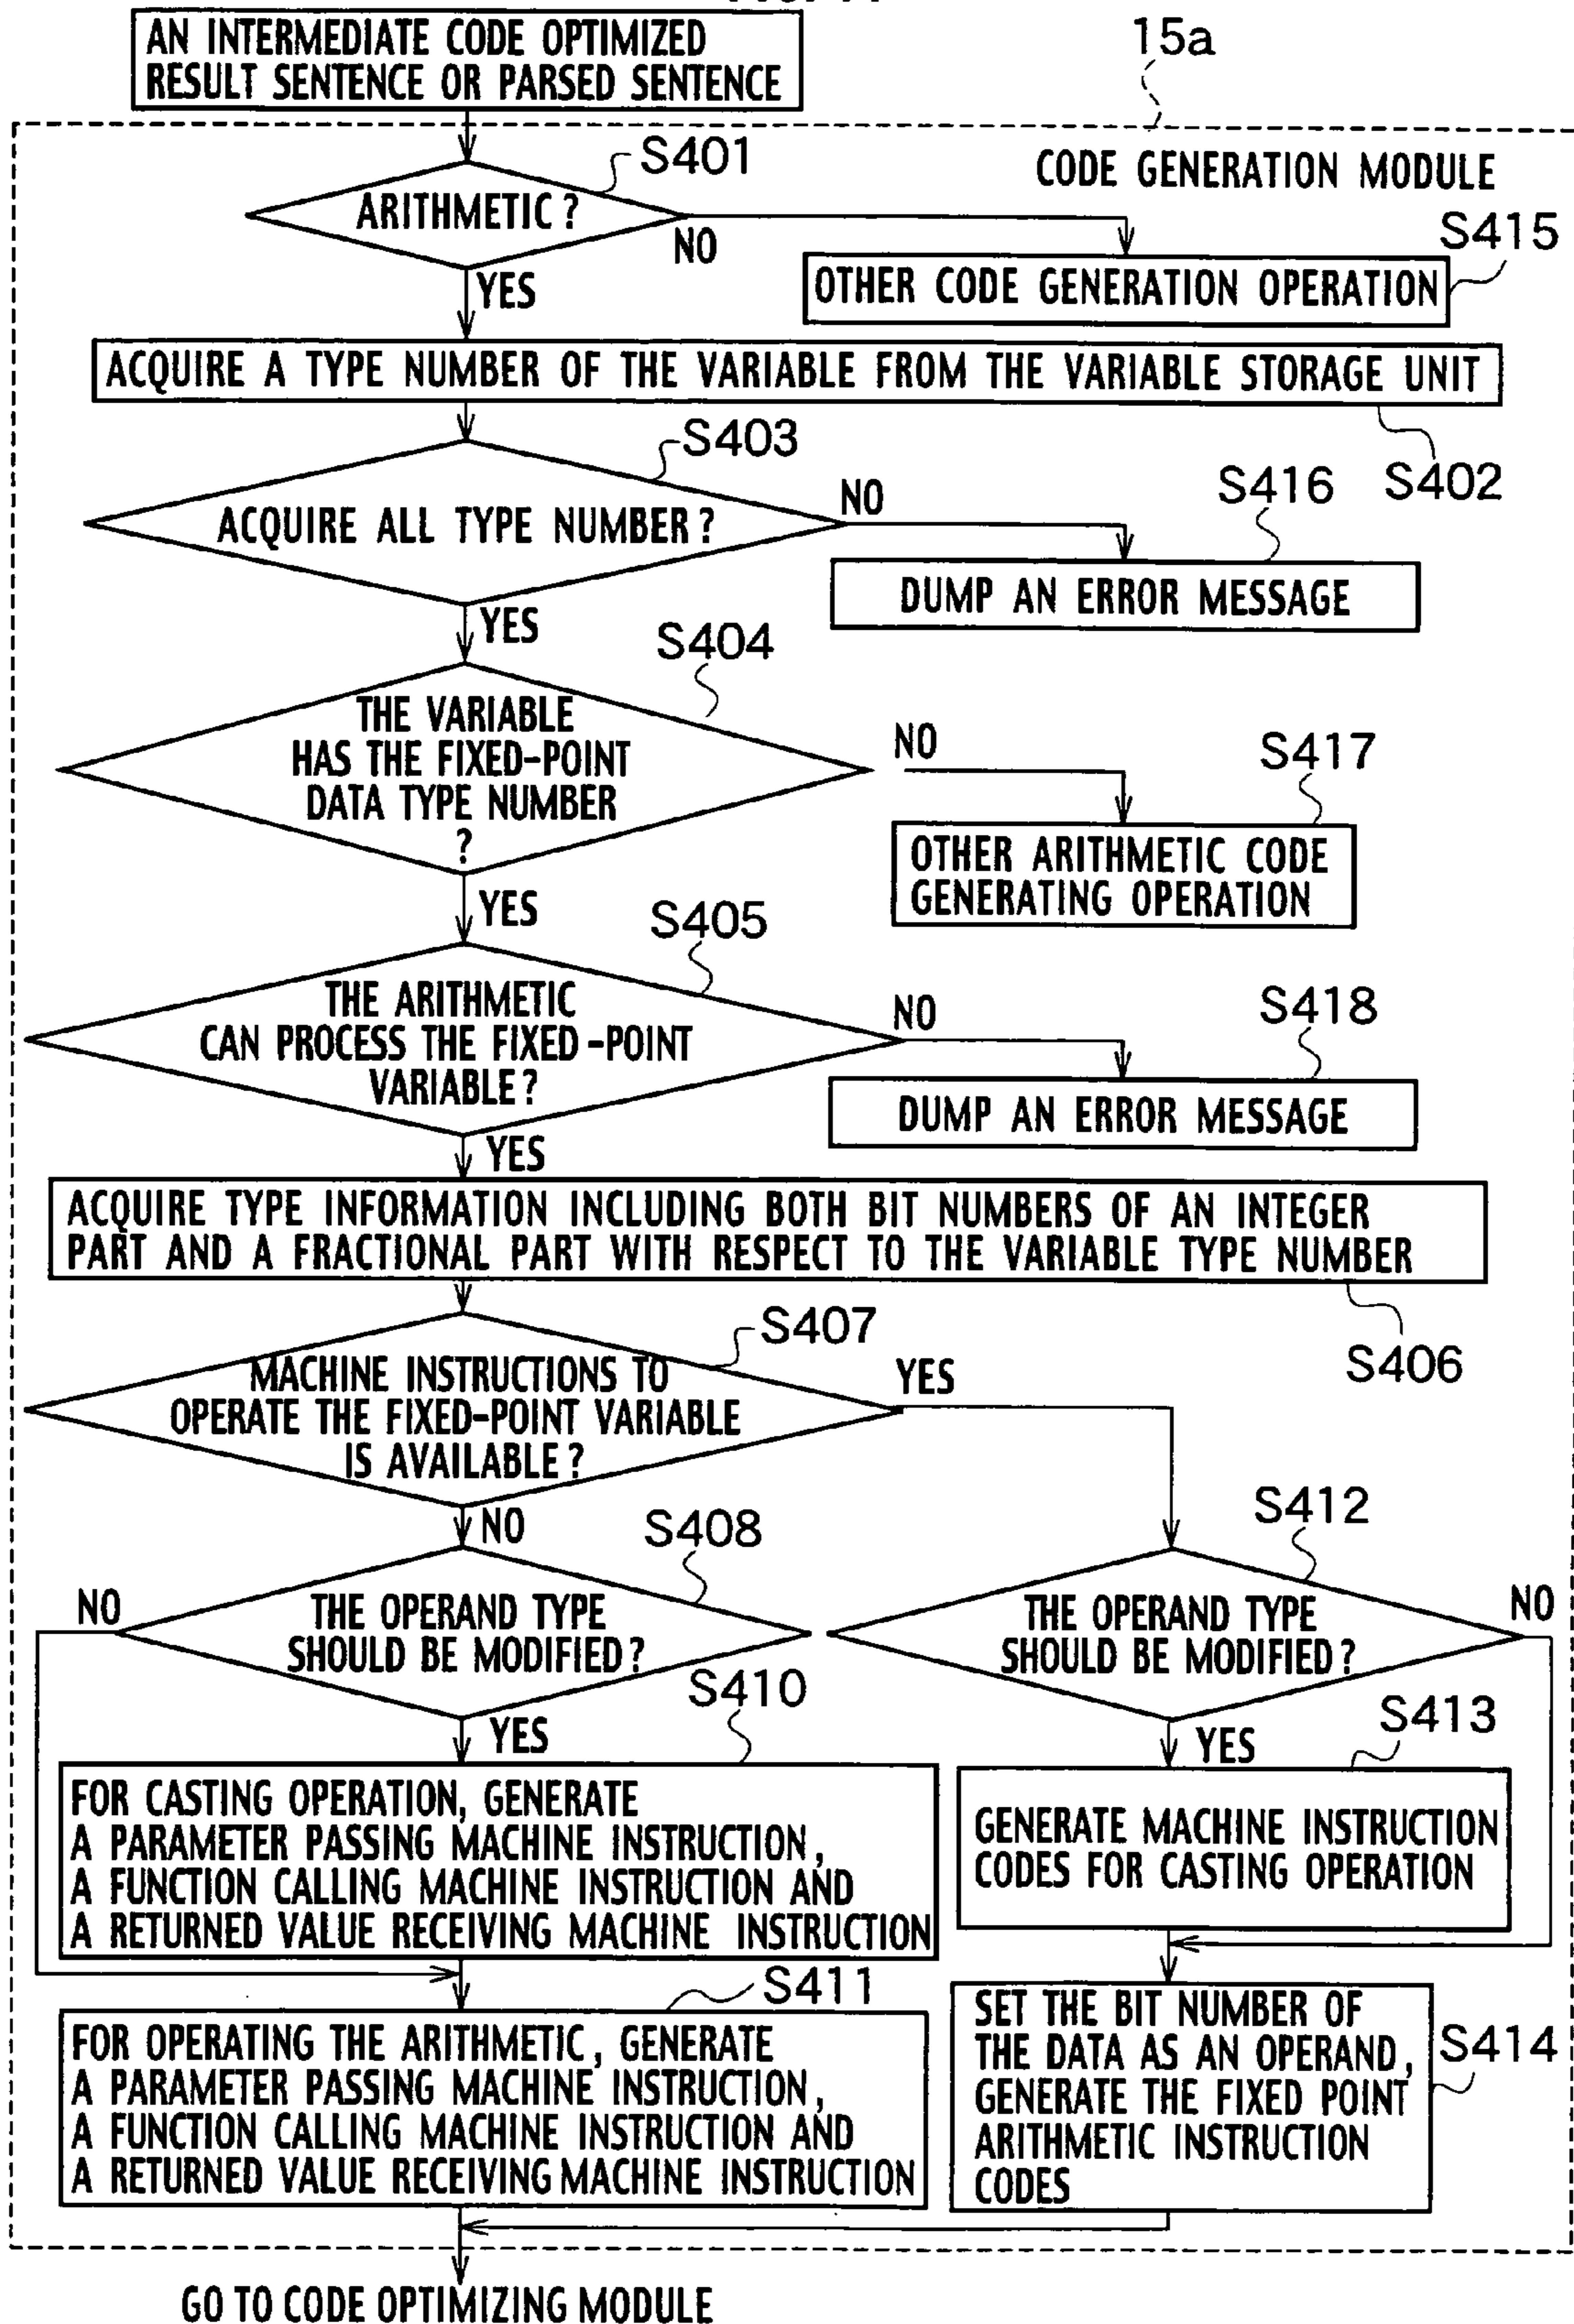 AN INTERMEDIATE CODE OPTIMIZED
RESULT SENTENCE OR PARSED SENTENCE
15a
CODE GENERATION MODULE
S401
ARITHMETIC ?
NO
YES
S415
OTHER CODE GENERATION OPERATION
ACQUIRE A TYPE NUMBER OF THE VARIABLE FROM THE VARIABLE STORAGE UNIT
S402
S403
ACQUIRE ALL TYPE NUMBER ?
NO
YES
S416
DUMP AN ERROR MESSAGE
S404
THE VARIABLE
HAS THE FIXED-POINT
DATA TYPE NUMBER
?
NO
YES
S417
OTHER ARITHMETIC CODE
GENERATING OPERATION
S405
THE ARITHMETIC
CAN PROCESS THE FIXED-POINT
VARIABLE ?
NO
YES
S418
DUMP AN ERROR MESSAGE
ACQUIRE TYPE INFORMATION INCLUDING BOTH BIT NUMBERS OF AN INTEGER
PART AND A FRACTIONAL PART WITH RESPECT TO THE VARIABLE TYPE NUMBER
S406
S407
MACHINE INSTRUCTIONS TO
OPERATE THE FIXED-POINT VARIABLE
IS AVAILABLE ?
YES
NO
S408
THE OPERAND TYPE
SHOULD BE MODIFIED ?
NO
YES
S410
FOR CASTING OPERATION, GENERATE
A PARAMETER PASSING MACHINE INSTRUCTION,
A FUNCTION CALLING MACHINE INSTRUCTION AND
A RETURNED VALUE RECEIVING MACHINE INSTRUCTION
S411
FOR OPERATING THE ARITHMETIC, GENERATE
A PARAMETER PASSING MACHINE INSTRUCTION,
A FUNCTION CALLING MACHINE INSTRUCTION AND
A RETURNED VALUE RECEIVING MACHINE INSTRUCTION
S412
THE OPERAND TYPE
SHOULD BE MODIFIED ?
NO
YES
S413
GENERATE MACHINE INSTRUCTION
CODES FOR CASTING OPERATION
SET THE BIT NUMBER OF
THE DATA AS AN OPERAND,
GENERATE THE FIXED POINT
ARITHMETIC INSTRUCTION
CODES
S414
GO TO CODE OPTIMIZING MODULE